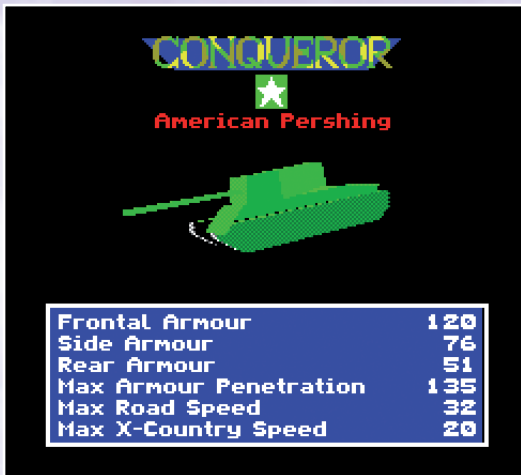 CONQUEROR
American Pershing
Frontal Armour 120
Side Armour 76
Rear Armour 51
Max Armour Penetration 135
Max Road Speed 32
Max X-Country Speed 20